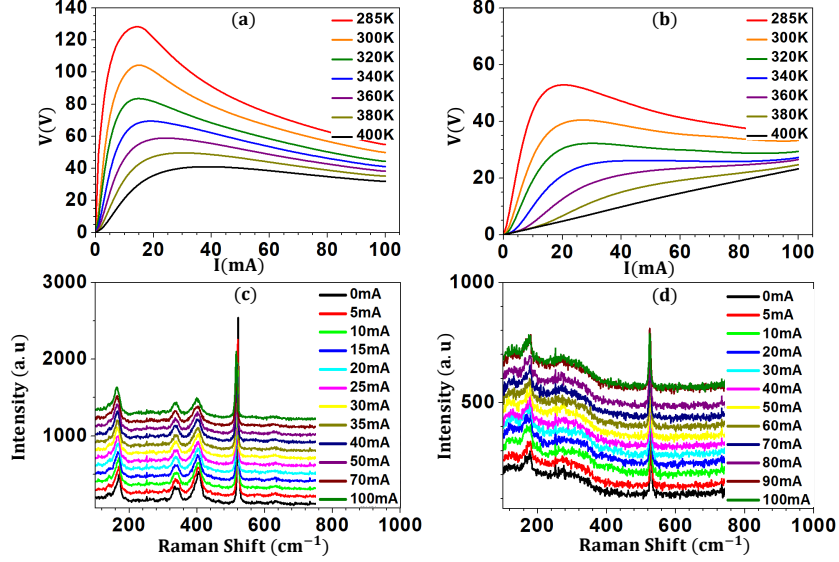 (a)
V(V)
140
120
100
80
60
40
20
0
285K
300K
320K
340K
360K
380K
400K
0 20 40 60 80 100
I(mA)
(b)
V(V)
80
60
40
20
0
285K
300K
320K
340K
360K
380K
400K
0 20 40 60 80 100
I(mA)
(c)
Intensity (a.u)
3000
2000
1000
0mA
5mA
10mA
15mA
20mA
25mA
30mA
35mA
40mA
50mA
70mA
100mA
200 400 600 800 1000
Raman Shift (cm⁻¹)
(d)
Intensity (a.u)
1000
500
0mA
5mA
10mA
20mA
30mA
40mA
50mA
60mA
70mA
80mA
90mA
100mA
200 400 600 800 1000
Raman Shift (cm⁻¹)